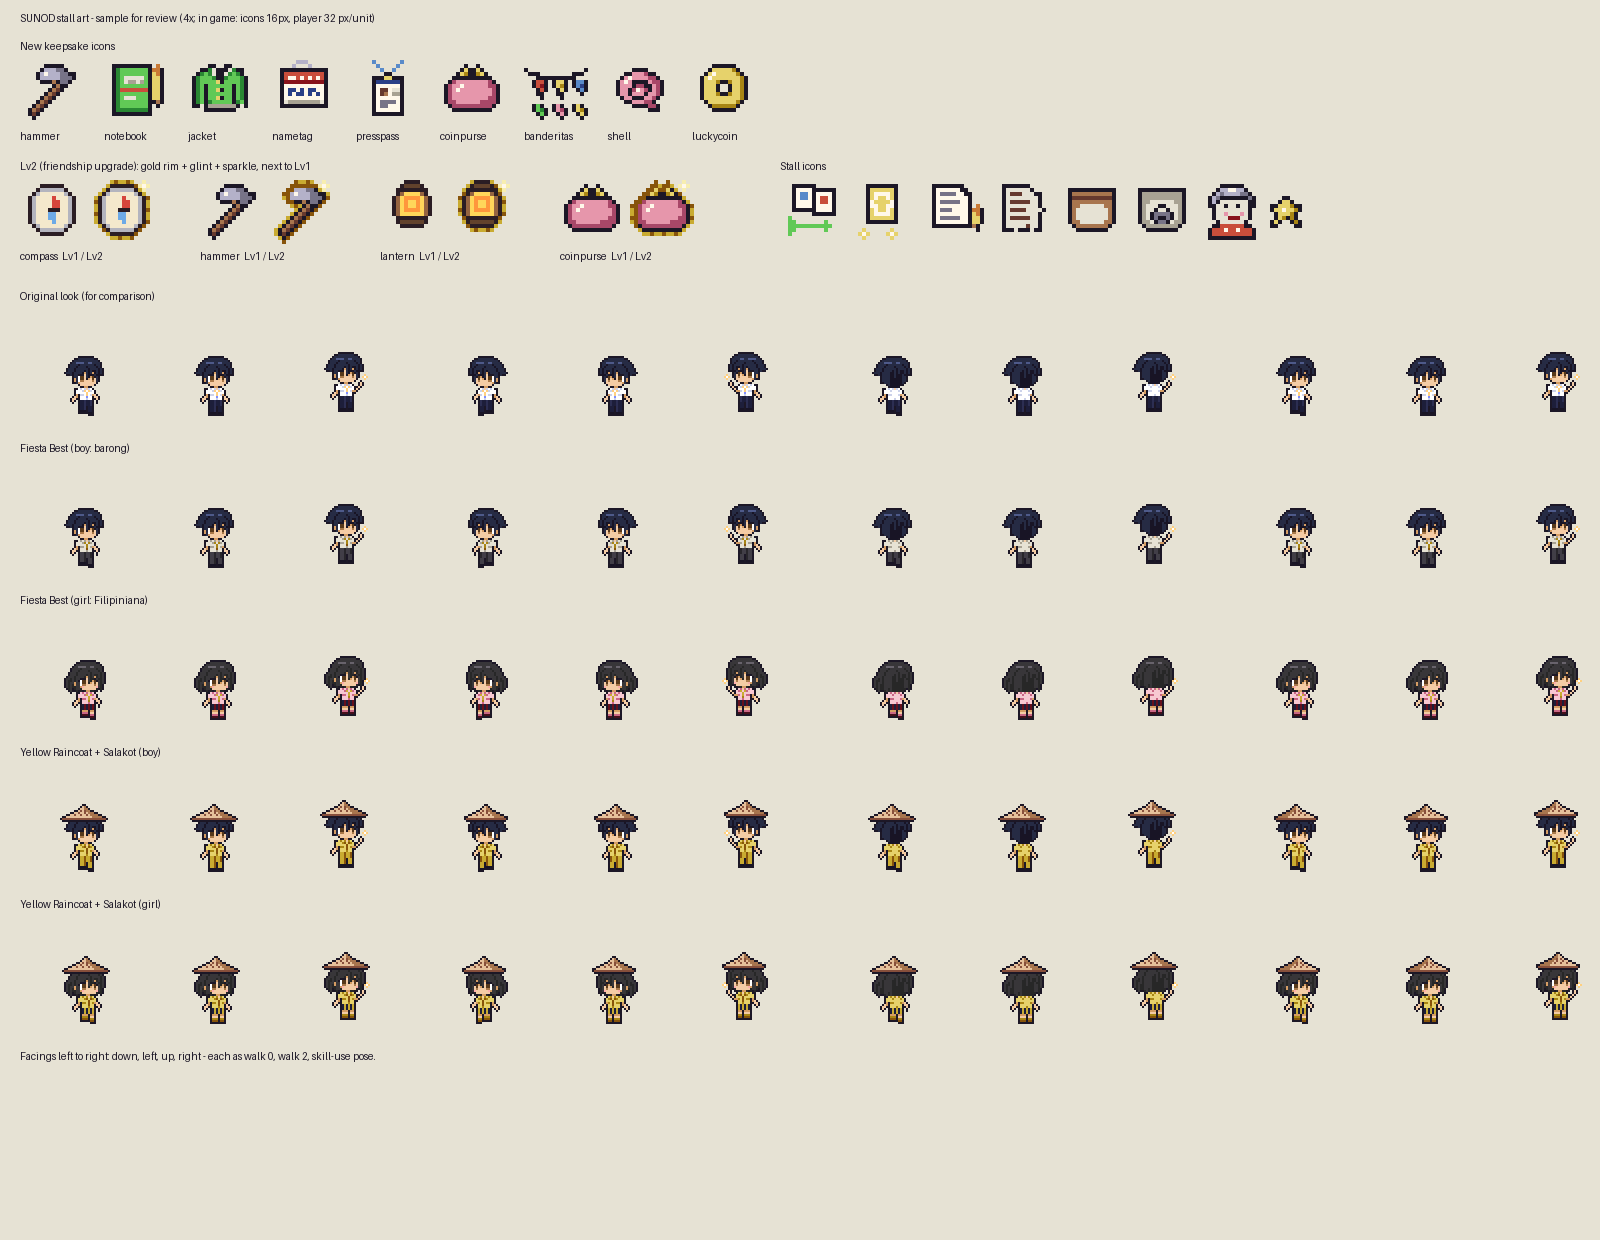 SUNOD stall art - sample for review (4x; in game: icons 16px, player 32 px/unit)
New keepsake icons
hammer notebook jacket nametag presspass coinpurse banderitas shell luckycoin
Lv2 (friendship upgrade): gold rim + glint + sparkle, next to Lv1
Stall icons
compass Lv1 / Lv2 hammer Lv1 / Lv2 lantern Lv1 / Lv2 coinpurse Lv1 / Lv2
Original look (for comparison)
Fiesta Best (boy: barong)
Fiesta Best (girl: Filipiniana)
Yellow Raincoat + Salakot (boy)
Yellow Raincoat + Salakot (girl)
Facings left to right: down, left, up, right - each as walk 0, walk 2, skill-use pose.